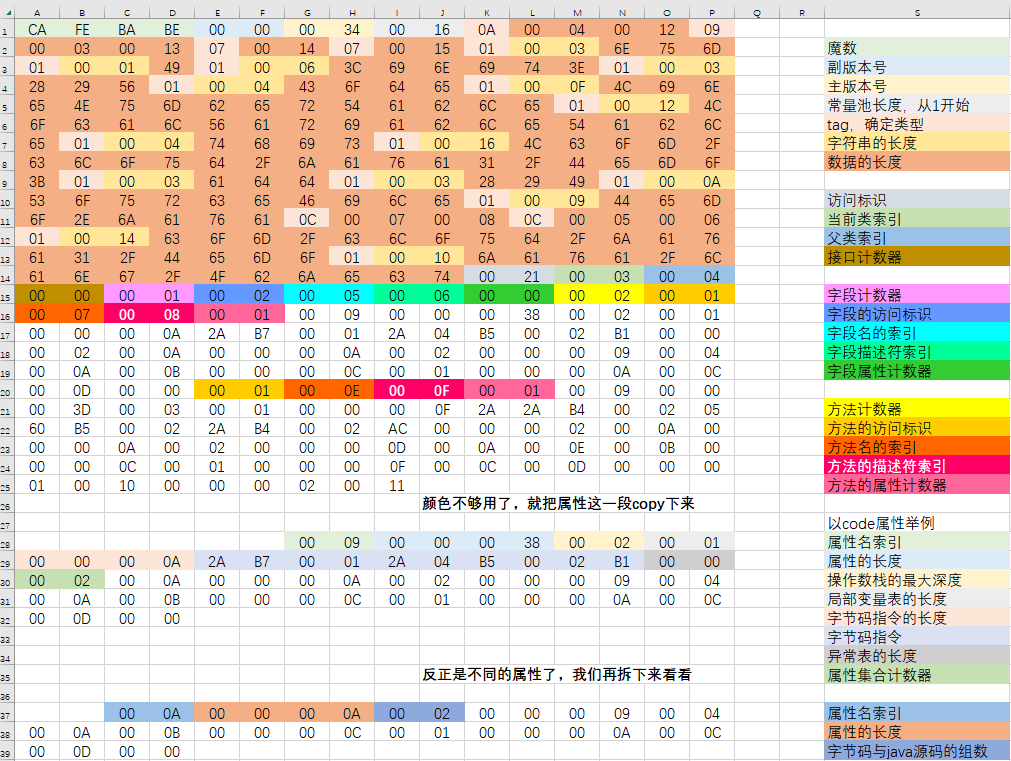 A B C D E F G H I J K L M N O P Q R S
1 CA FE BA BE 00 00 00 34 00 16 0A 00 04 00 12 09
2 00 03 00 13 07 00 14 07 00 15 01 00 03 6E 75 6D 魔数
3 01 00 01 49 01 00 06 3C 69 6E 69 74 3E 01 00 03 副版本号
4 28 29 56 01 00 04 43 6F 64 65 01 00 0F 4C 69 6E 主版本号
5 65 4E 75 6D 62 65 72 54 61 62 6C 65 01 00 12 4C 常量池长度，从1开始
6 6F 63 61 6C 56 61 72 69 61 62 6C 65 54 61 62 6C tag，确定类型
7 65 01 00 04 74 68 69 73 01 00 16 4C 63 6F 6D 2F 字符串的长度
8 63 6C 6F 75 64 2F 6A 61 76 61 31 2F 44 65 6D 6F 数据的长度
9 3B 01 00 03 61 64 64 01 00 03 28 29 49 01 00 0A
10 53 6F 75 72 63 65 46 69 6C 65 01 00 09 44 65 6D 访问标识
11 6F 2E 6A 61 76 61 0C 00 07 00 08 0C 00 05 00 06 当前类索引
12 01 00 14 63 6F 6D 2F 63 6C 6F 75 64 2F 6A 61 76 父类索引
13 61 31 2F 44 65 6D 6F 01 00 10 6A 61 76 61 2F 6C 接口计数器
14 61 6E 67 2F 4F 62 6A 65 63 74 00 21 00 03 00 04
15 00 00 00 01 00 02 00 05 00 06 00 00 00 02 00 01 字段计数器
16 00 07 00 08 00 01 00 09 00 00 00 38 00 02 00 01 字段的访问标识
17 00 00 00 0A 2A B7 00 01 2A 04 B5 00 02 B1 00 00 字段名的索引
18 00 02 00 0A 00 00 00 0A 00 02 00 00 00 09 00 04 字段描述符索引
19 00 0A 00 0B 00 00 00 0C 00 01 00 00 00 0A 00 0C 字段属性计数器
20 00 0D 00 00 00 01 00 0E 00 0F 00 01 00 09 00 00
21 00 3D 00 03 00 01 00 00 00 0F 2A 2A B4 00 02 05 方法计数器
22 60 B5 00 02 2A B4 00 02 AC 00 00 00 02 00 0A 00 方法的访问标识
23 00 00 0A 00 02 00 00 00 0D 00 0A 00 0E 00 0B 00 方法名的索引
24 00 00 0C 00 01 00 00 00 0F 00 0C 00 0D 00 00 00 方法的描述符索引
25 01 00 10 00 00 00 02 00 11 方法的属性计数器
26 颜色不够用了，就把属性这一段copy下来
27 以code属性举例
28 00 09 00 00 00 38 00 02 00 01 属性名索引
29 00 00 00 0A 2A B7 00 01 2A 04 B5 00 02 B1 00 00 属性的长度
30 00 02 00 0A 00 00 00 0A 00 02 00 00 00 09 00 04 操作数栈的最大深度
31 00 0A 00 0B 00 00 00 0C 00 01 00 00 00 0A 00 0C 局部变量表的长度
32 00 0D 00 00 字节码指令的长度
33 字节码指令
34 异常表的长度
35 反正是不同的属性了，我们再拆下来看看 属性集合计数器
36
37 00 0A 00 00 00 0A 00 02 00 00 00 09 00 04 属性名索引
38 00 0A 00 0B 00 00 00 0C 00 01 00 00 00 0A 00 0C 属性的长度
39 00 0D 00 00 字节码与java源码的组数